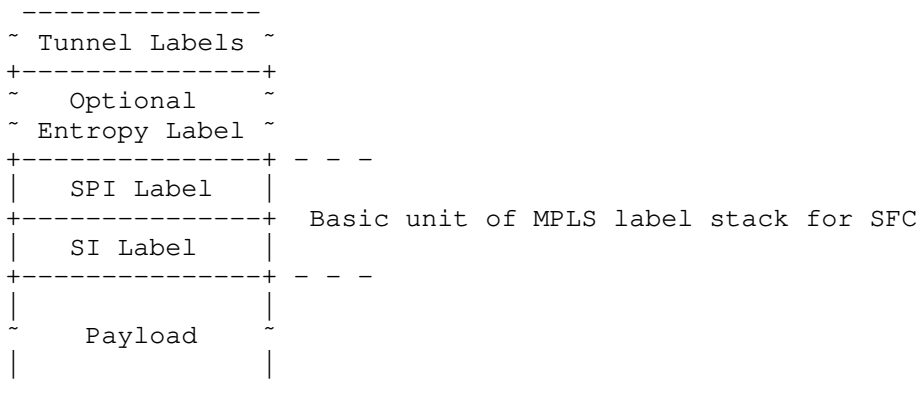 ---------------
~ Tunnel Labels ~
+---------------+
~   Optional    ~
~ Entropy Label ~
+---------------+ - - -
|   SPI Label   |
+---------------+  Basic unit of MPLS label stack for SFC
|   SI Label    |
+---------------+ - - -
|               |
~    Payload    ~
|               |